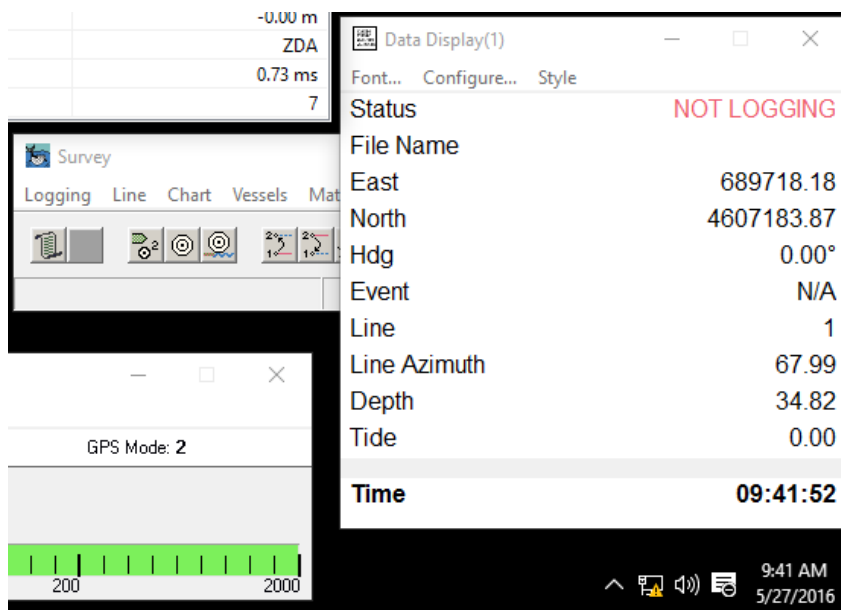 -0.00 m
ZDA
0.73 ms
7
Survey
Logging Line Chart Vessels Mat
GPS Mode: 2
200 2000
Data Display(1)
Font... Configure... Style
Status NOT LOGGING
File Name
East 689718.18
North 4607183.87
Hdg 0.00°
Event N/A
Line 1
Line Azimuth 67.99
Depth 34.82
Tide 0.00
Time 09:41:52
9:41 AM
5/27/2016